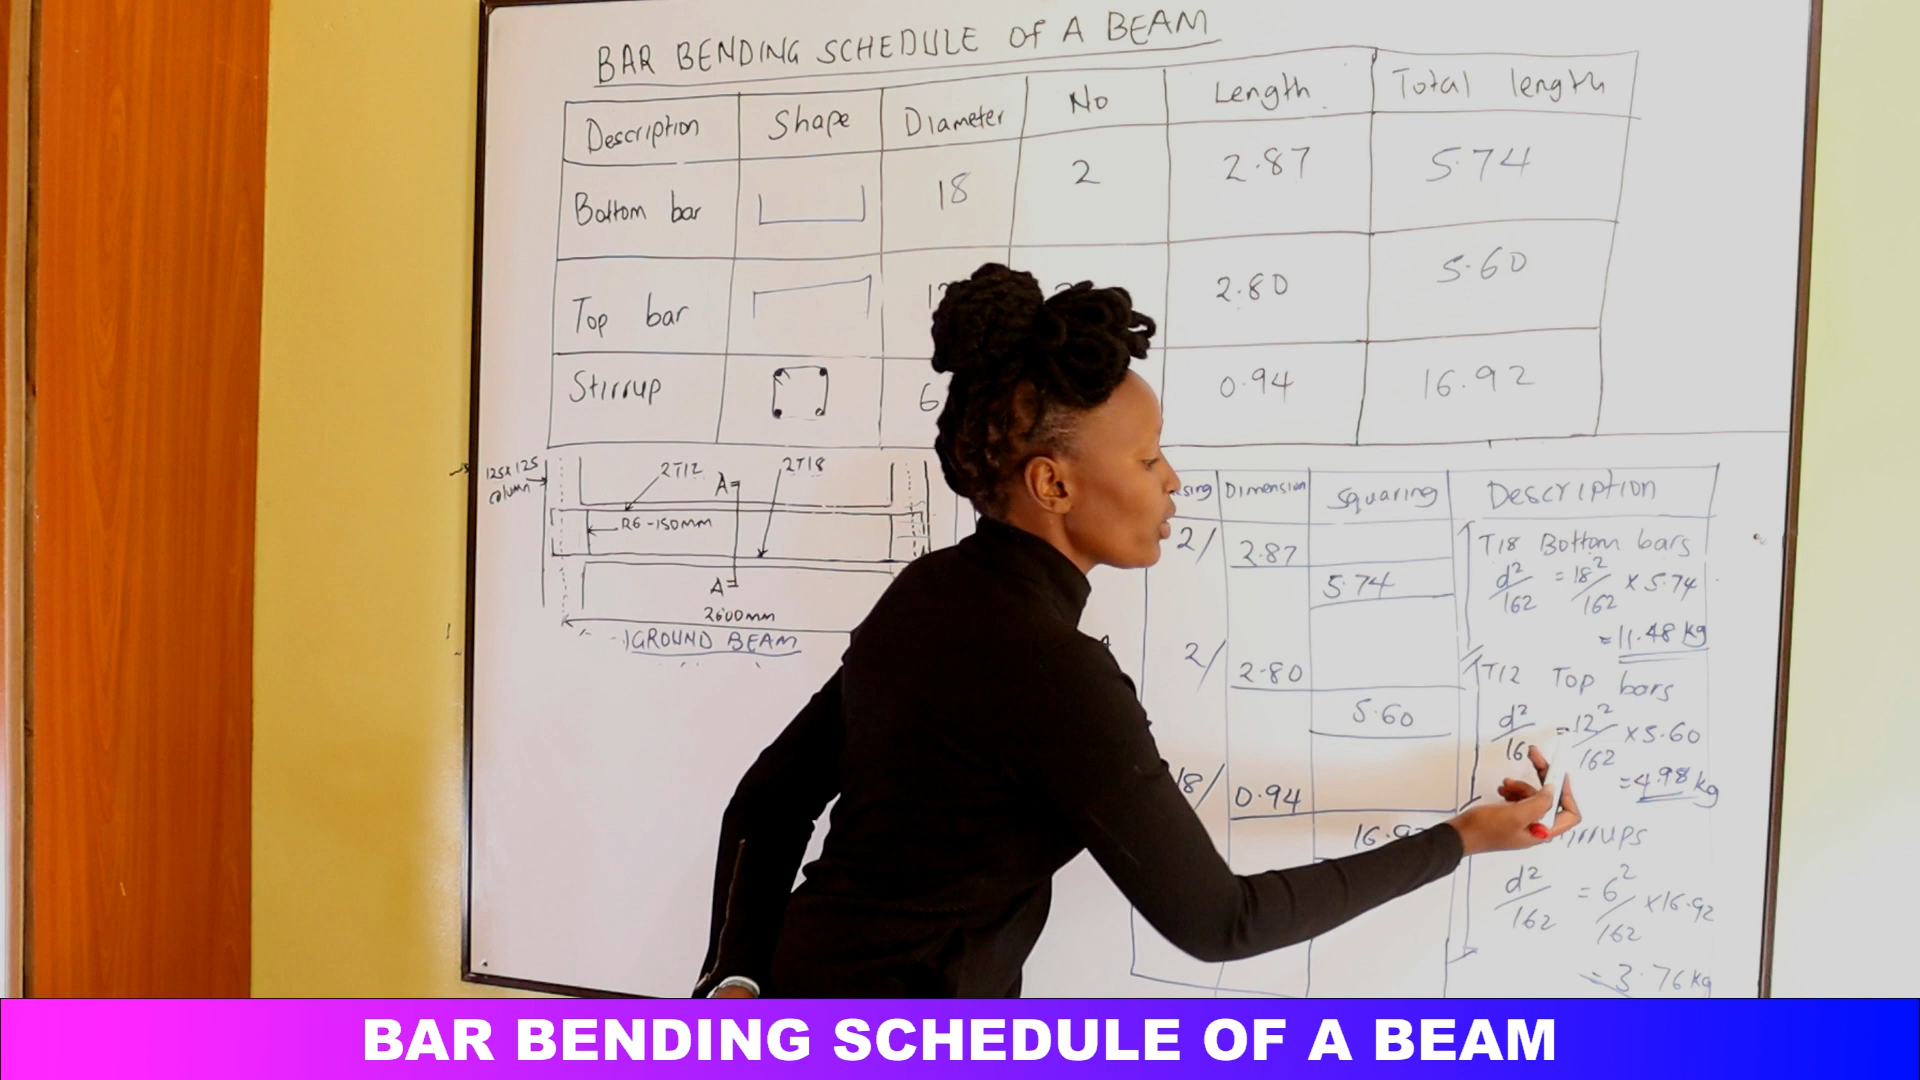 BAR BENDING SCHEDULE OF A BEAM
Description Shape Diameter No Length Total length
Bottom bar 18 2 2.87 5.74
Top bar 2.80 5.60
Stirrup 6 0.94 16.92
125x125
column
2T12
2T18
A
R6-150mm
A
2600mm
GROUND BEAM
Dimension Squaring Description
2/ 2.87 T18 Bottom bars
5.74 d²/162 = 18²/162 x 5.74
= 11.48 kg
2/ 2.80 T12 Top bars
5.60 d²/ = 12²/162 x 5.60
= 4.98 kg
18/ 0.94
d²/162 = 6²/162 x 16.92
= 3.76 kg
BAR BENDING SCHEDULE OF A BEAM